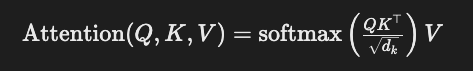 Attention(Q, K, V) = softmax(QK^⊤ / √d_k) V